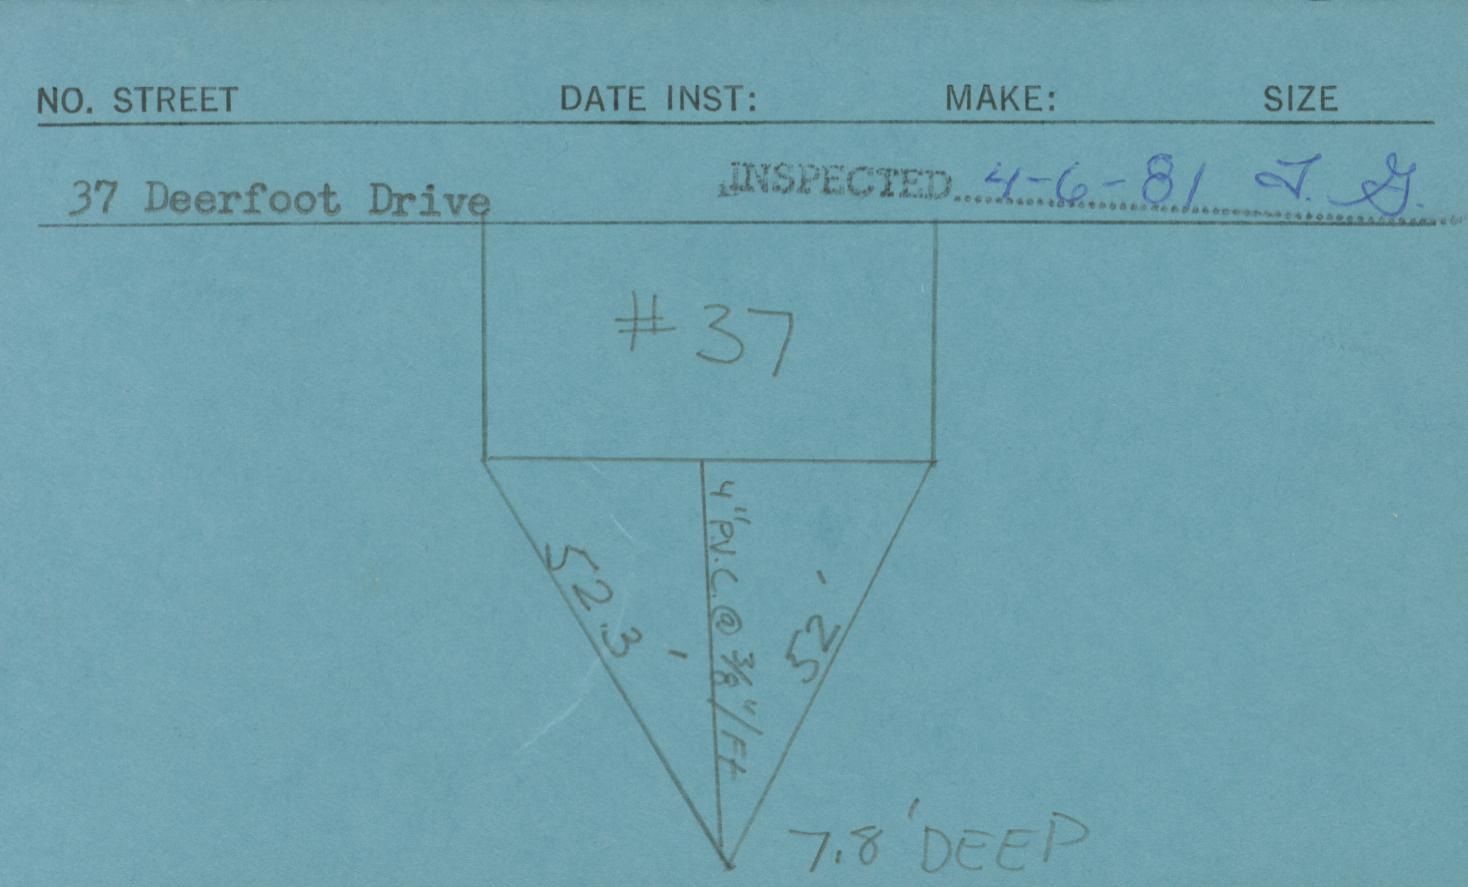 NO. STREET DATE INST: MAKE: SIZE
37 Deerfoot Drive INSPECTED 4-6-81 T. G.
#37
4" P.V.C. @ 3/8"/Ft
52.3'
52'
7.8' DEEP